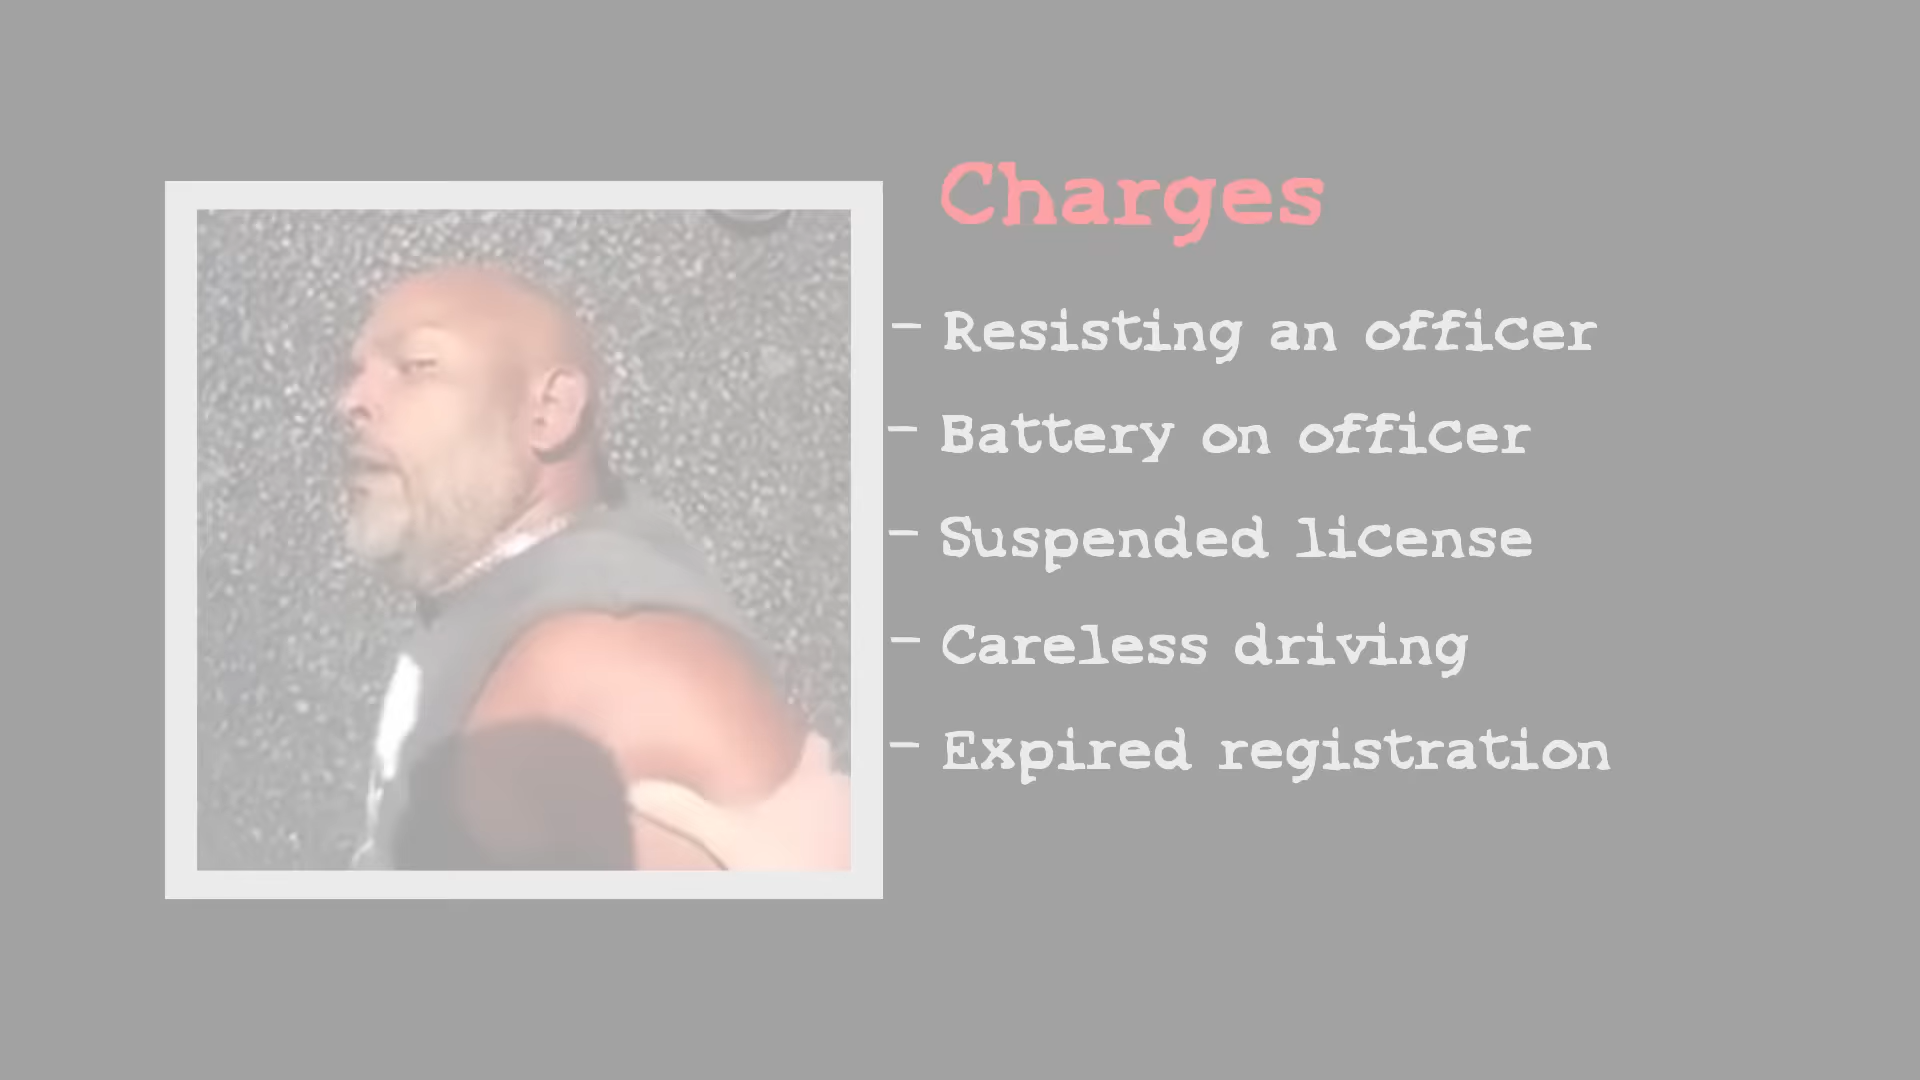 Charges
- Resisting an officer
- Battery on officer
- Suspended license
- Careless driving
- Expired registration